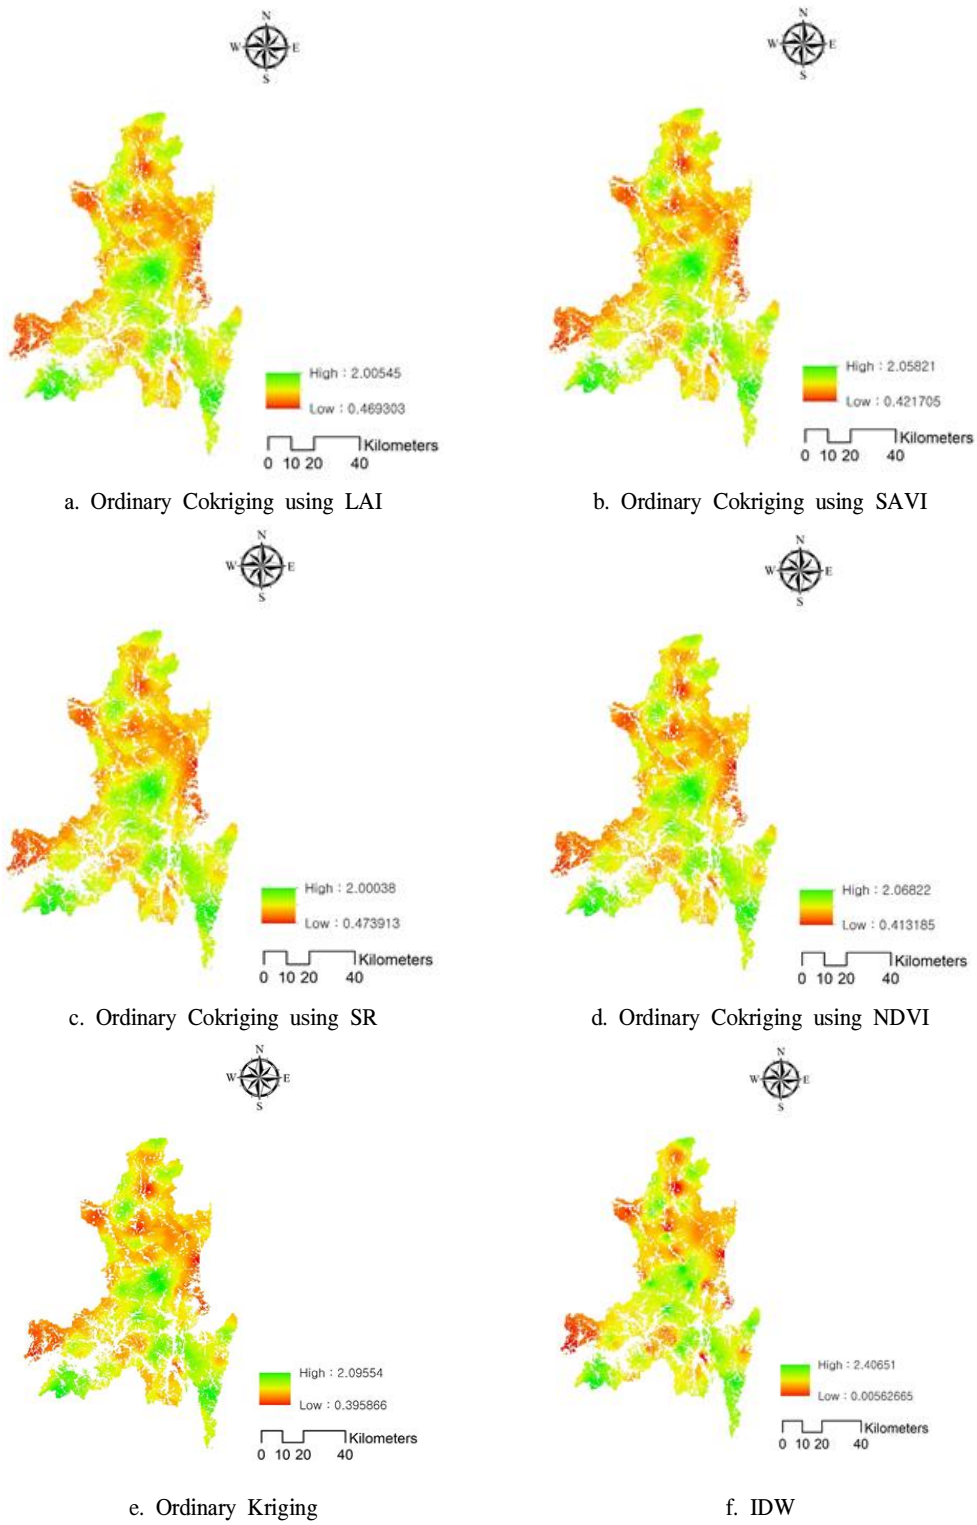 N
W E
S
High : 2.00545
Low : 0.469303
Kilometers
0 10 20 40
a. Ordinary Cokriging using LAI
N
W E
S
High : 2.05821
Low : 0.421705
Kilometers
0 10 20 40
b. Ordinary Cokriging using SAVI
N
W E
S
High : 2.00038
Low : 0.473913
Kilometers
0 10 20 40
c. Ordinary Cokriging using SR
N
W E
S
High : 2.06822
Low : 0.413185
Kilometers
0 10 20 40
d. Ordinary Cokriging using NDVI
N
W E
S
High : 2.09554
Low : 0.395866
Kilometers
0 10 20 40
e. Ordinary Kriging
N
W E
S
High : 2.40651
Low : 0.00562665
Kilometers
0 10 20 40
f. IDW